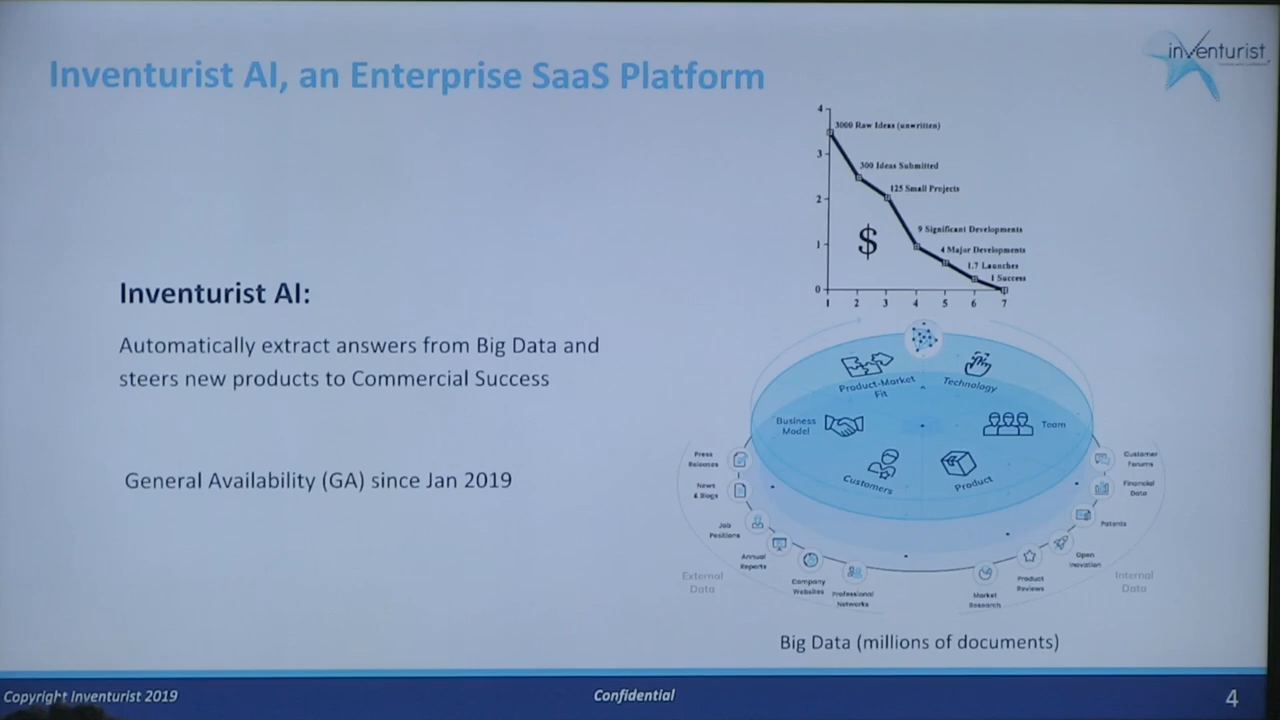 Inventurist AI, an Enterprise SaaS Platform
inventurist
4
3
2
1
0
3000 Raw Ideas (unwritten)
300 Ideas Submitted
125 Small Projects
9 Significant Developments
4 Major Developments
1.7 Launches
1 Success
$
1 2 3 4 5 6 7
Inventurist AI:
Automatically extract answers from Big Data and
steers new products to Commercial Success
General Availability (GA) since Jan 2019
Product-Market
Fit
Technology
Business
Model
Team
Customers
Product
Press
Releases
News
& Blogs
Job
Positions
Annual
Reports
Company
Websites
Professional
Networks
Market
Research
Product
Reviews
Open
Inovation
Patents
Financial
Data
Customer
Forums
External
Data
Internal
Data
Big Data (millions of documents)
Copyright Inventurist 2019
Confidential
4